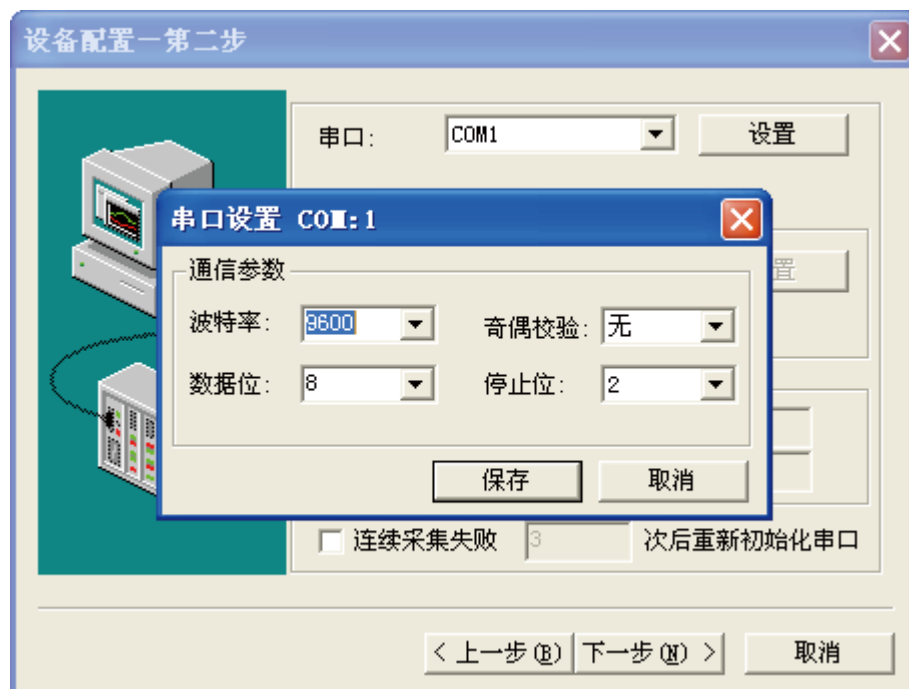 设备配置—第二步
串口: COM1 设置
串口设置 COM:1
置
通信参数
波特率: 9600 奇偶校验: 无
数据位: 8 停止位: 2
保存 取消
连续采集失败 3 次后重新初始化串口
< 上一步(B) 下一步(N) > 取消